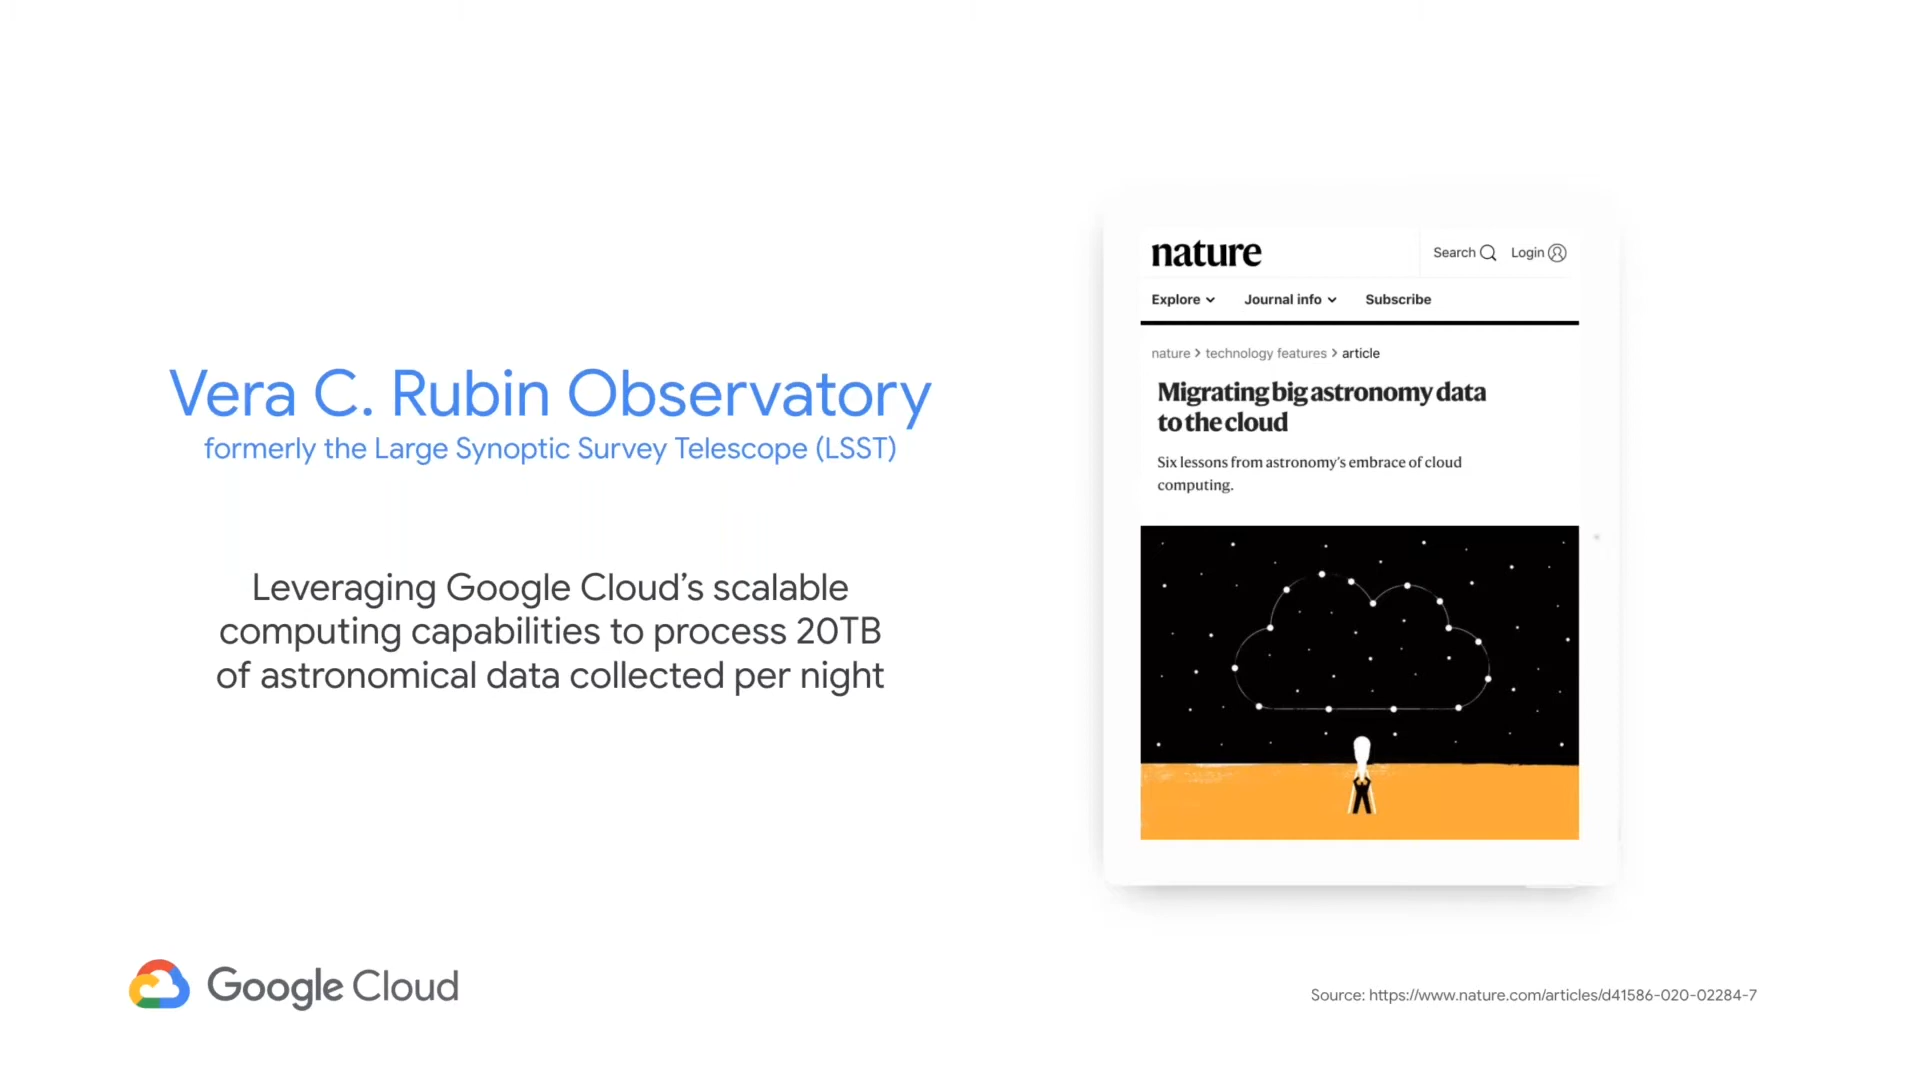 Vera C. Rubin Observatory
formerly the Large Synoptic Survey Telescope (LSST)
Leveraging Google Cloud’s scalable
computing capabilities to process 20TB
of astronomical data collected per night
nature
Search
Login
Explore
Journal info
Subscribe
nature > technology features > article
Migrating big astronomy data
to the cloud
Six lessons from astronomy’s embrace of cloud
computing.
Google Cloud
Source: https://www.nature.com/articles/d41586-020-02284-7